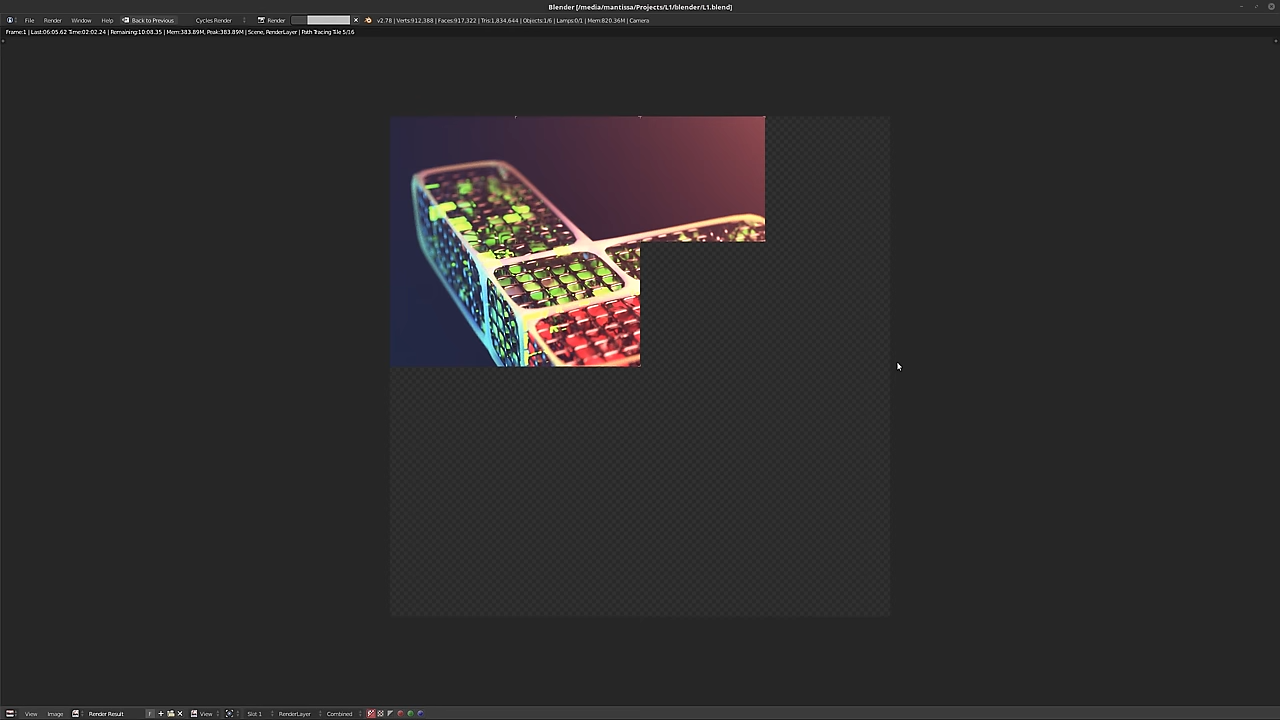 Blender [/media/mantissa/Projects/L1/blender/L1.blend]
File Render Window Help Back to Previous Cycles Render Render v2.78 | Verts:912,388 | Faces:917,322 | Tris:1,834,644 | Objects:1/6 | Lamps:0/1 | Mem:820.36M | Camera
Frame:1 | Last:06:05.62 Time:02:02.24 | Remaining:10:08.35 | Mem:383.89M, Peak:383.89M | Scene, RenderLayer | Path Tracing Tile 5/16
View Image Render Result F View Slot 1 RenderLayer Combined